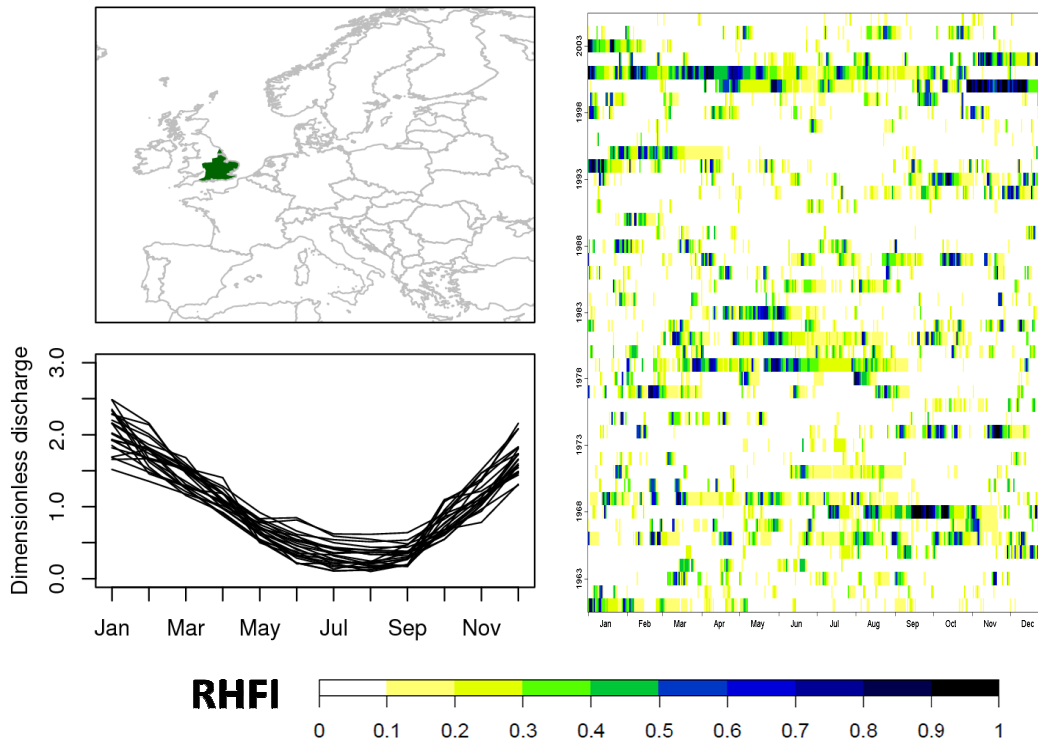 Dimensionless discharge
3.0
2.0
1.0
0.0
Jan Mar May Jul Sep Nov
2003
1998
1993
1988
1983
1978
1973
1968
1963
Jan Feb Mar Apr May Jun Jul Aug Sep Oct Nov Dec
RHFI
0 0.1 0.2 0.3 0.4 0.5 0.6 0.7 0.8 0.9 1